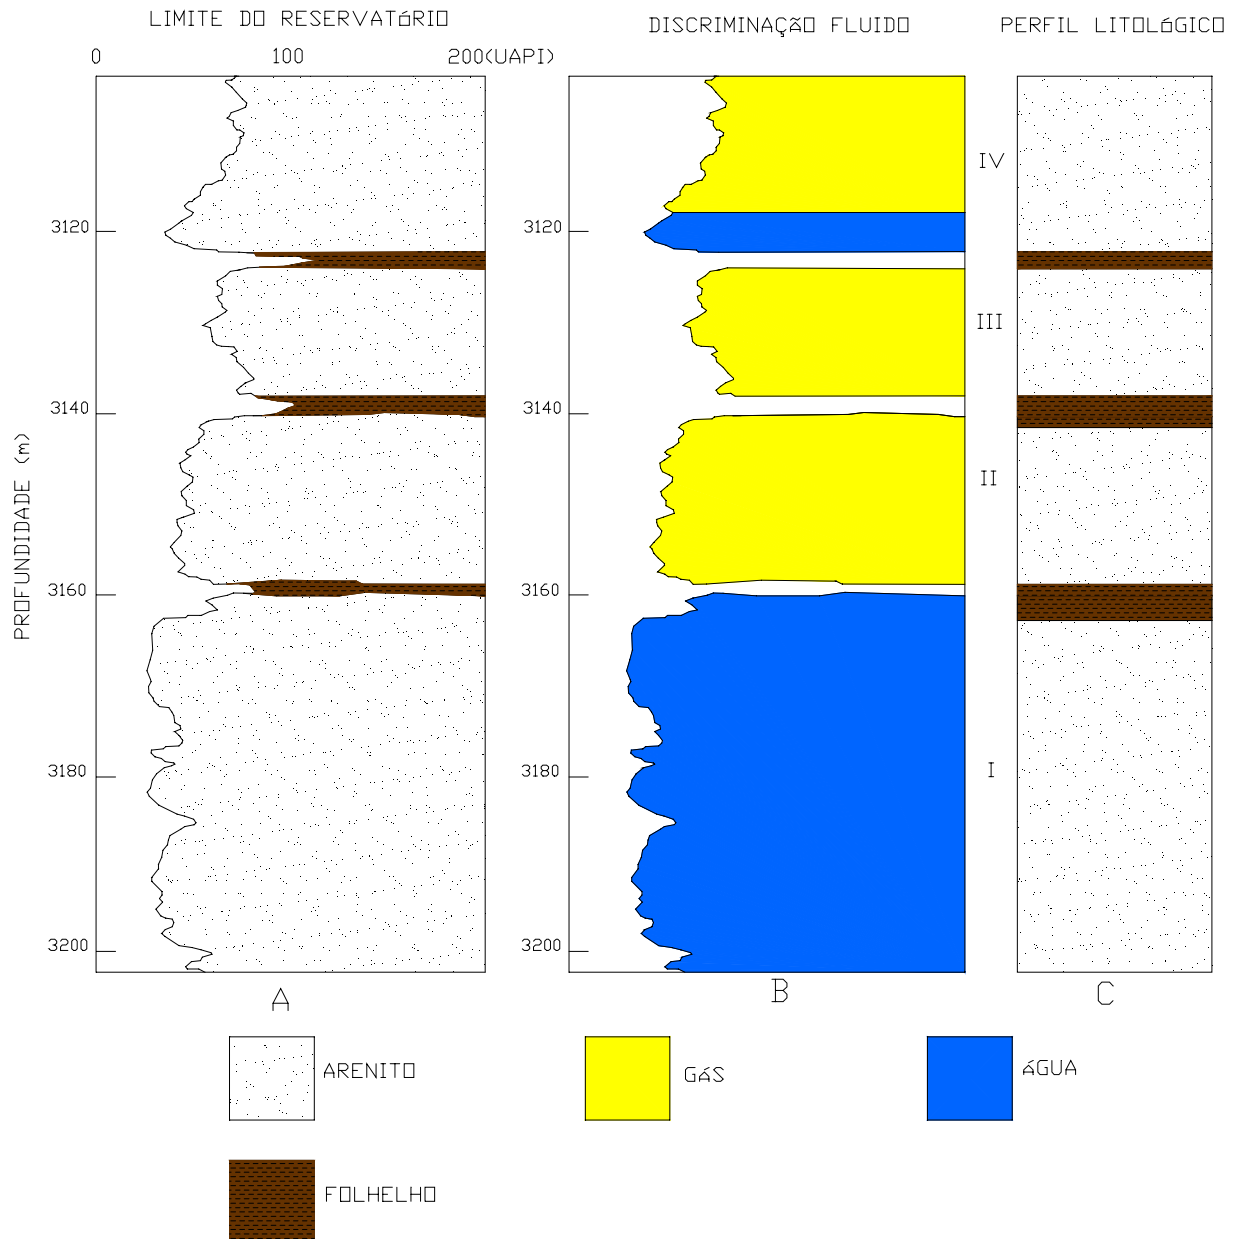 LIMITE DO RESERVATóRIO
DISCRIMINAÇÃO FLUIDO
PERFIL LITOLóGICO
0 100 200(UAPI)
PROFUNDIDADE (m)
3120
3140
3160
3180
3200
3120
3140
3160
3180
3200
IV
III
II
I
A
B
C
ARENITO
GáS
áGUA
FOLHELHO